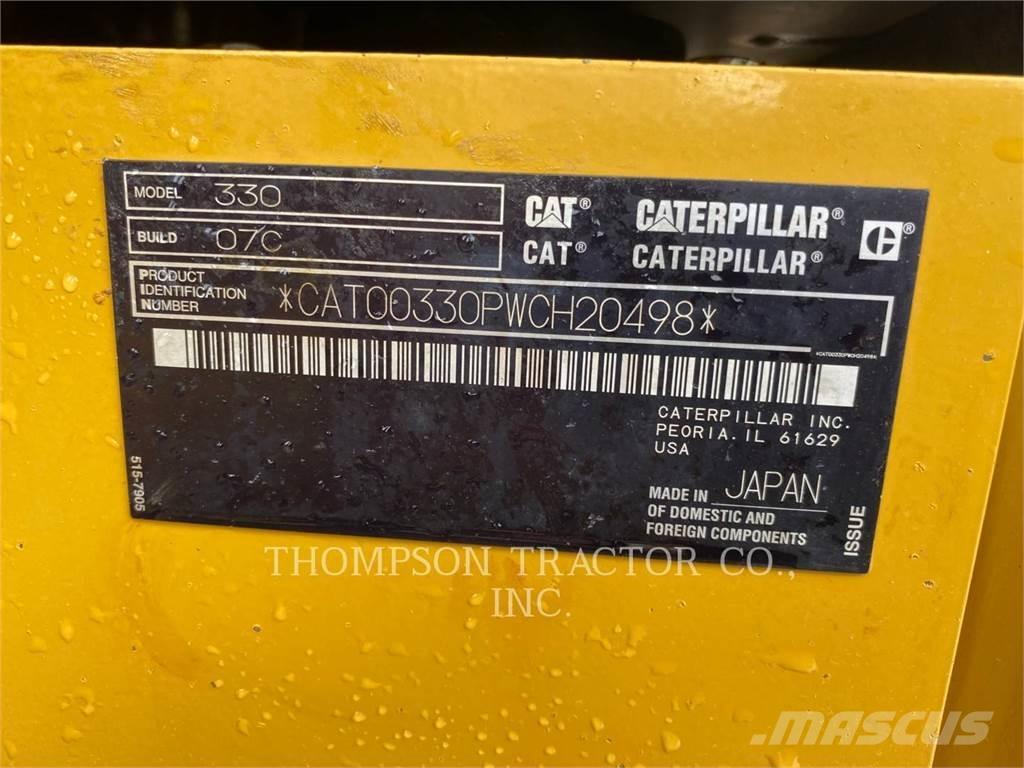 MODEL 330
BUILD 07C
PRODUCT
IDENTIFICATION
NUMBER
*CAT00330PWCH20498*
CAT® CATERPILLAR®
CAT® CATERPILLAR®
C®
*CAT00330PWCH20498*
CATERPILLAR INC.
PEORIA. IL 61629
USA
MADE IN JAPAN
OF DOMESTIC AND
FOREIGN COMPONENTS
515-7905
ISSUE
THOMPSON TRACTOR CO.,
INC.
MASCUS